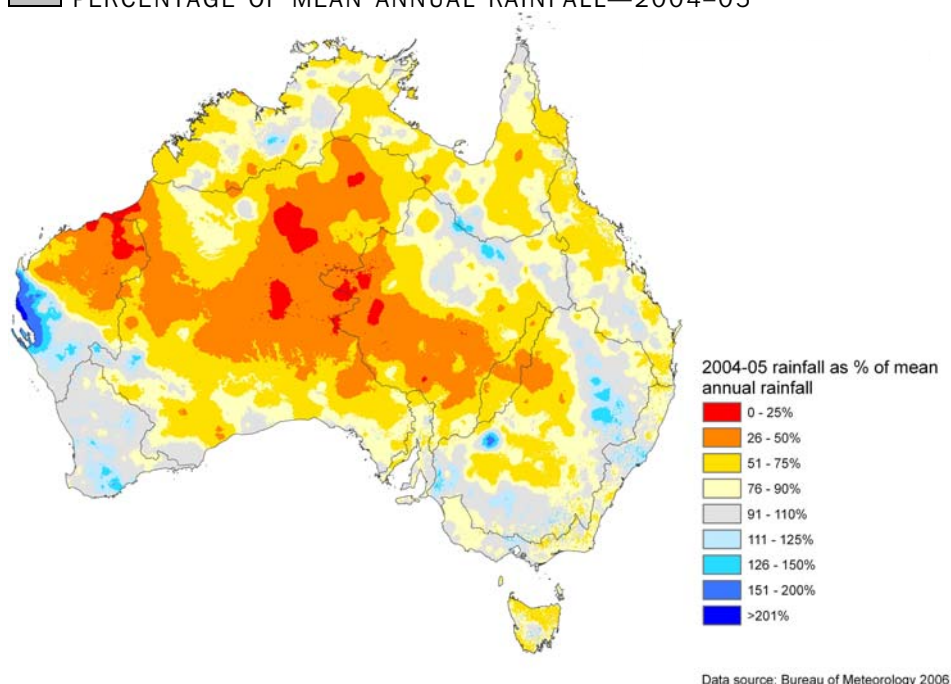 PERCENTAGE OF MEAN ANNUAL RAINFALL—2004–05
2004-05 rainfall as % of mean
annual rainfall
0 - 25%
26 - 50%
51 - 75%
76 - 90%
91 - 110%
111 - 125%
126 - 150%
151 - 200%
>201%
Data source: Bureau of Meteorology 2006